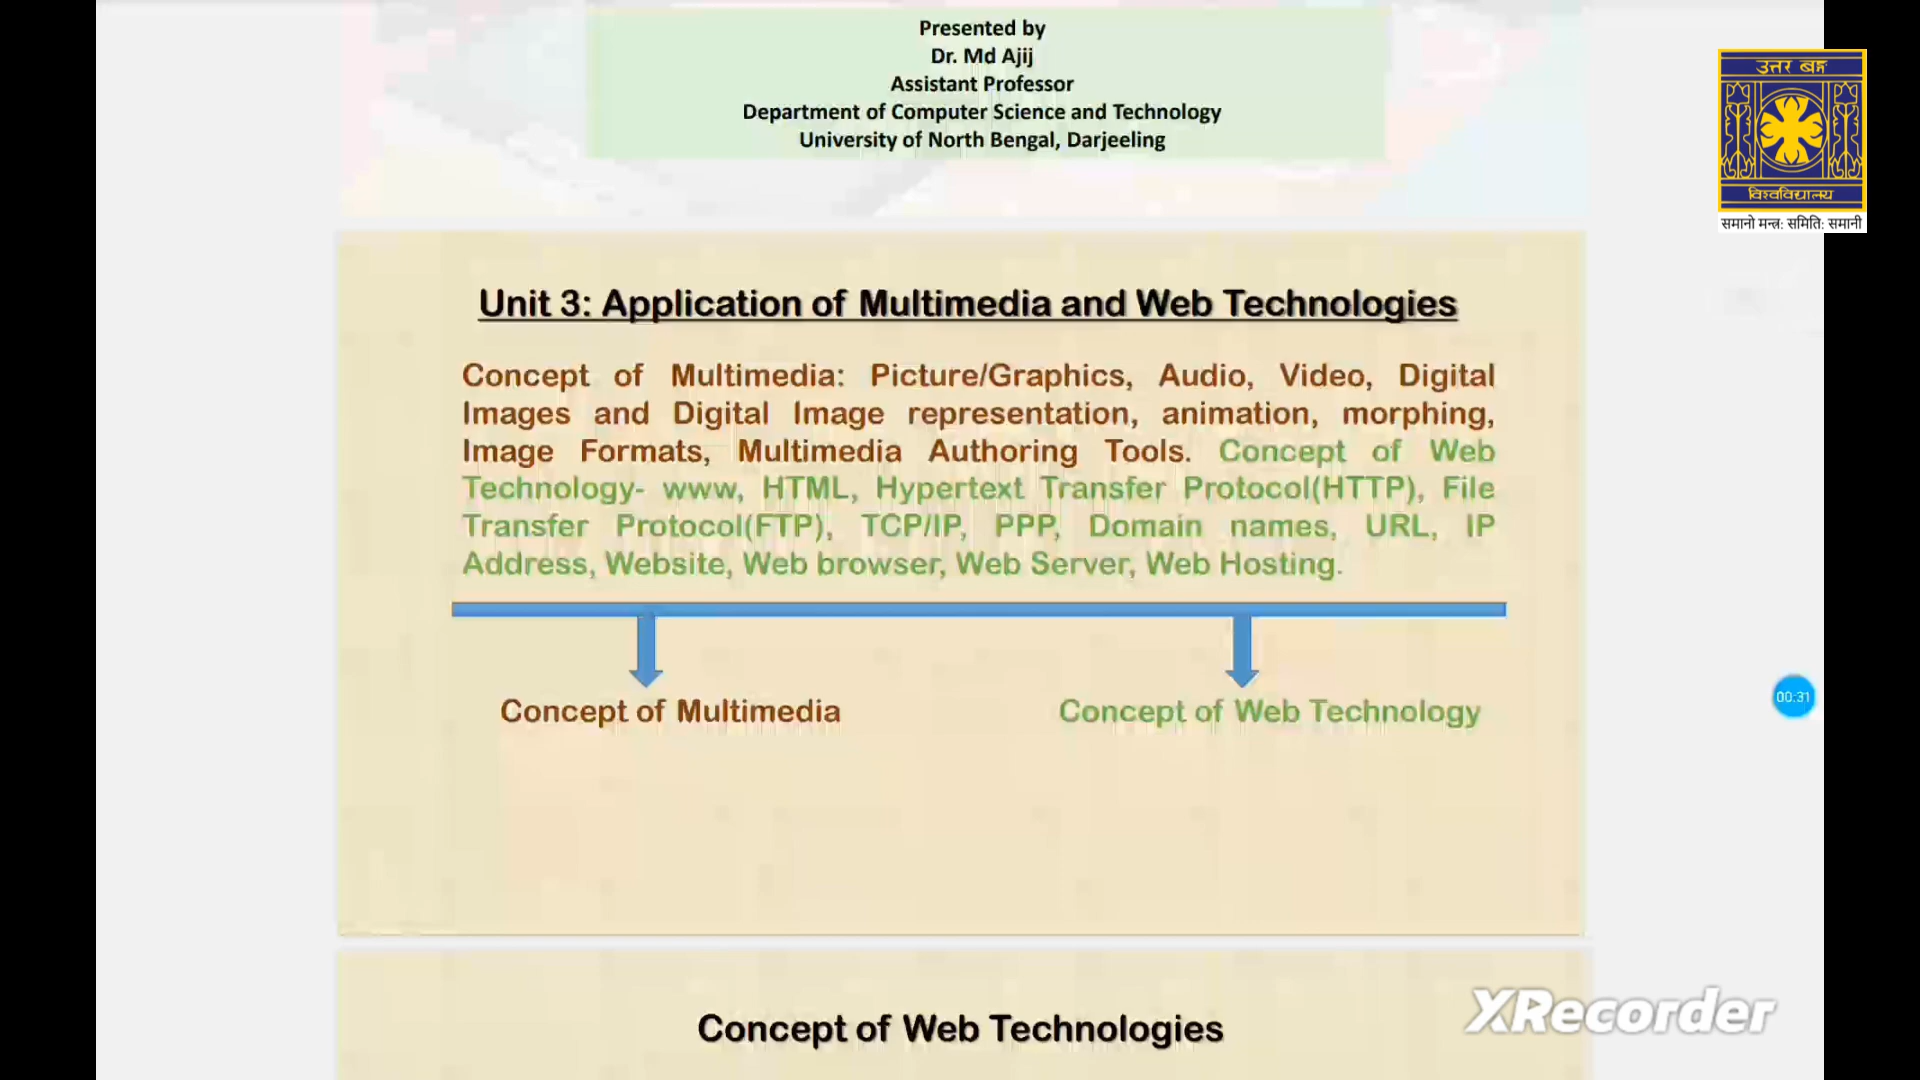 Presented by
Dr. Md Ajij
Assistant Professor
Department of Computer Science and Technology
University of North Bengal, Darjeeling
उत्तर बङ्ग
विश्वविद्यालय
समानो मन्त्र: समिति: समानी
Unit 3: Application of Multimedia and Web Technologies
Concept of Multimedia: Picture/Graphics, Audio, Video, Digital
Images and Digital Image representation, animation, morphing,
Image Formats, Multimedia Authoring Tools. Concept of Web
Technology- www, HTML, Hypertext Transfer Protocol(HTTP), File
Transfer Protocol(FTP), TCP/IP, PPP, Domain names, URL, IP
Address, Website, Web browser, Web Server, Web Hosting.
Concept of Multimedia
Concept of Web Technology
00:31
Concept of Web Technologies
XRecorder